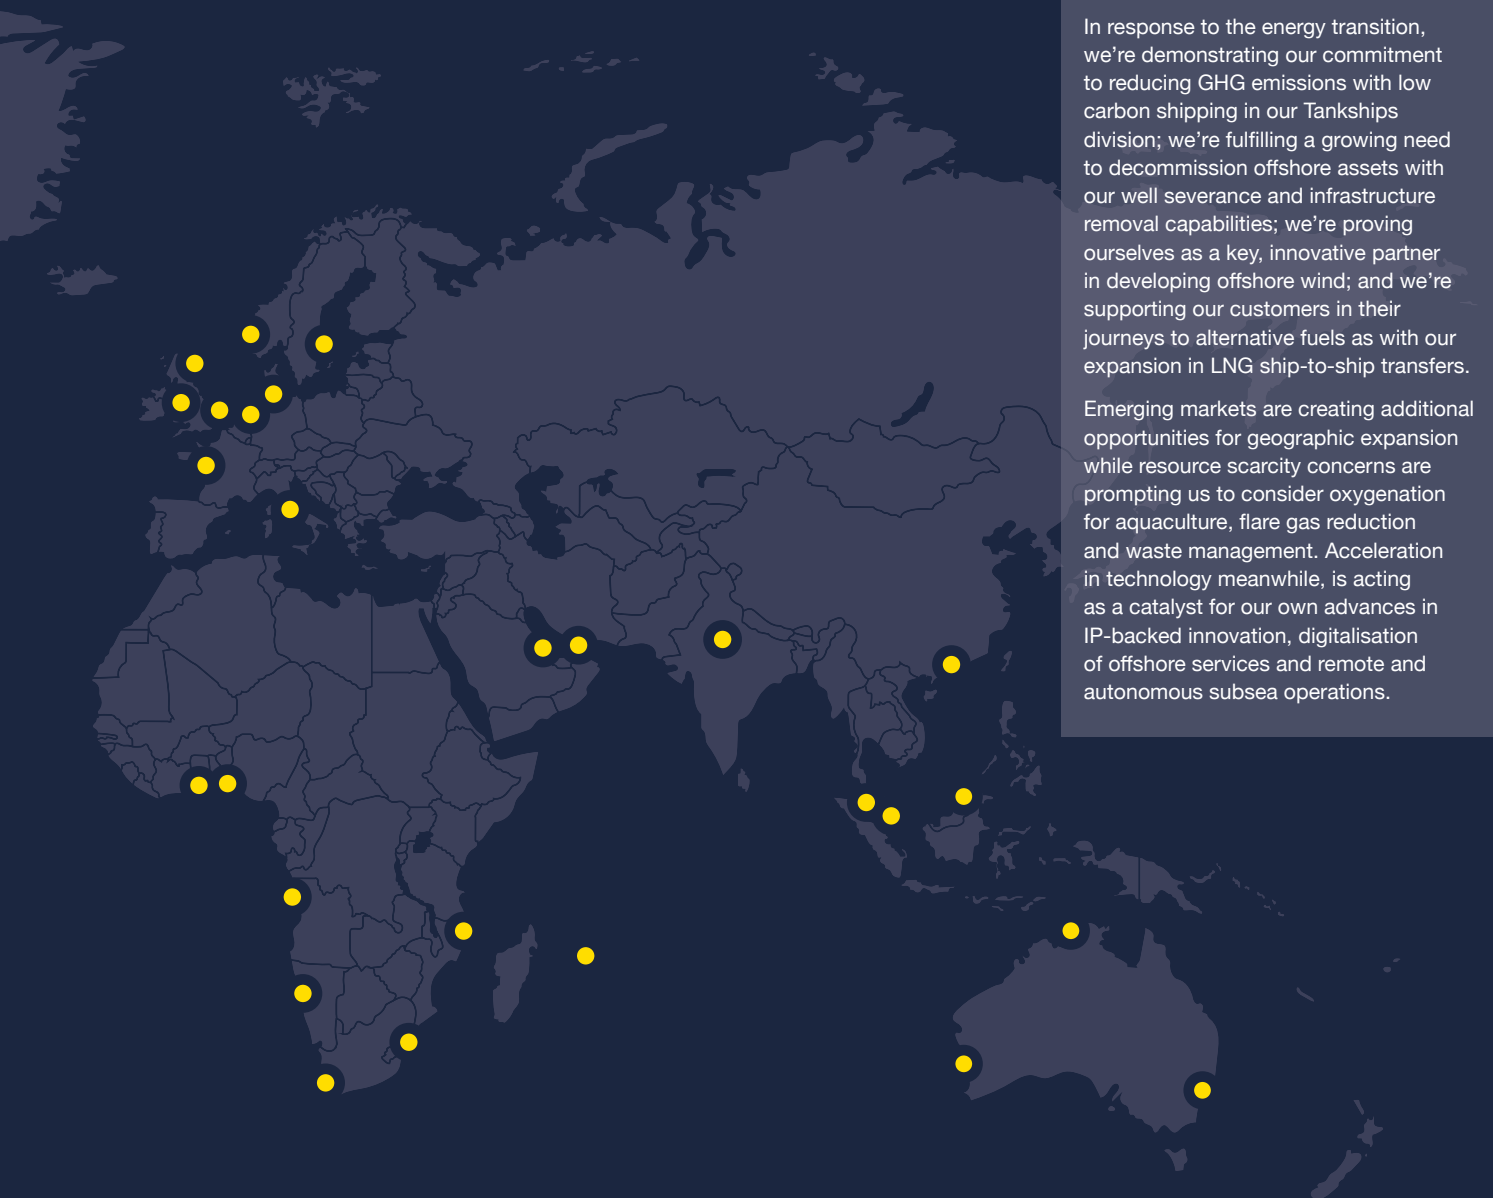 In response to the energy transition,
we’re demonstrating our commitment
to reducing GHG emissions with low
carbon shipping in our Tankships
division; we’re fulfilling a growing need
to decommission offshore assets with
our well severance and infrastructure
removal capabilities; we’re proving
ourselves as a key, innovative partner
in developing offshore wind; and we’re
supporting our customers in their
journeys to alternative fuels as with our
expansion in LNG ship-to-ship transfers.
Emerging markets are creating additional
opportunities for geographic expansion
while resource scarcity concerns are
prompting us to consider oxygenation
for aquaculture, flare gas reduction
and waste management. Acceleration
in technology meanwhile, is acting
as a catalyst for our own advances in
IP-backed innovation, digitalisation
of offshore services and remote and
autonomous subsea operations.